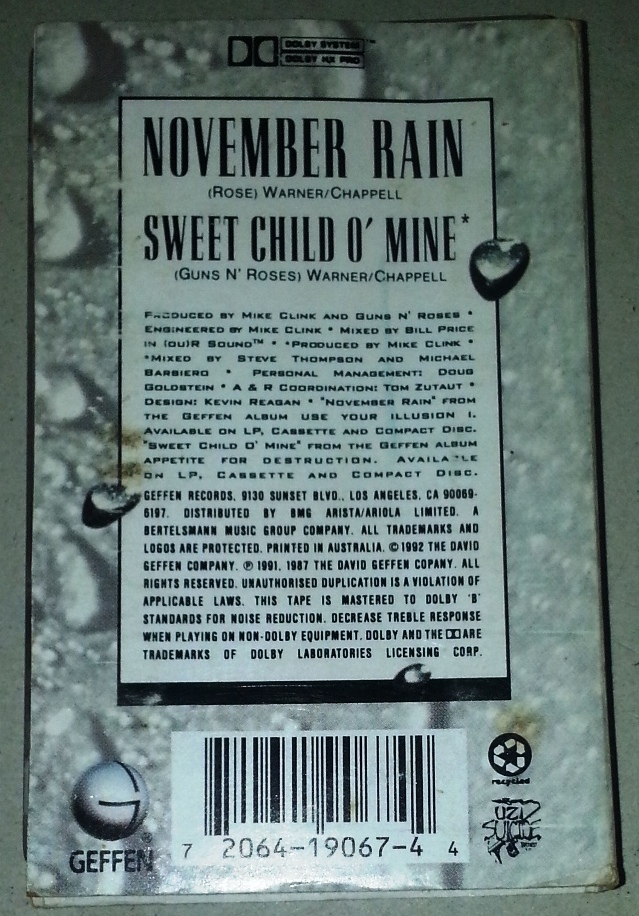 DOLBY SYSTEM™
DOLBY HX PRO
NOVEMBER RAIN
(ROSE) WARNER/CHAPPELL
SWEET CHILD O' MINE*
(GUNS N' ROSES) WARNER/CHAPPELL
PRODUCED BY MIKE CLINK AND GUNS N' ROSES •
ENGINEERED BY MIKE CLINK • MIXED BY BILL PRICE
IN (OU)R SOUND™ • *PRODUCED BY MIKE CLINK •
*MIXED BY STEVE THOMPSON AND MICHAEL
BARBIERO • PERSONAL MANAGEMENT: DOUG
GOLDSTEIN • A & R COORDINATION: TOM ZUTAUT •
DESIGN: KEVIN REAGAN • "NOVEMBER RAIN" FROM
THE GEFFEN ALBUM USE YOUR ILLUSION I.
AVAILABLE ON LP, CASSETTE AND COMPACT DISC.
"SWEET CHILD O' MINE" FROM THE GEFFEN ALBUM
APPETITE FOR DESTRUCTION. AVAILABLE
ON LP, CASSETTE AND COMPACT DISC.
GEFFEN RECORDS, 9130 SUNSET BLVD., LOS ANGELES, CA 90069-
6197. DISTRIBUTED BY BMG ARISTA/ARIOLA LIMITED. A
BERTELSMANN MUSIC GROUP COMPANY. ALL TRADEMARKS AND
LOGOS ARE PROTECTED. PRINTED IN AUSTRALIA. © 1992 THE DAVID
GEFFEN COMPANY. ℗ 1991, 1987 THE DAVID GEFFEN COPANY. ALL
RIGHTS RESERVED. UNAUTHORISED DUPLICATION IS A VIOLATION OF
APPLICABLE LAWS. THIS TAPE IS MASTERED TO DOLBY 'B'
STANDARDS FOR NOISE REDUCTION. DECREASE TREBLE RESPONSE
WHEN PLAYING ON NON-DOLBY EQUIPMENT. DOLBY AND THE ARE
TRADEMARKS OF DOLBY LABORATORIES LICENSING CORP.
GEFFEN®
7 2064-19067-4 4
recycled
UZI
SUICIDE